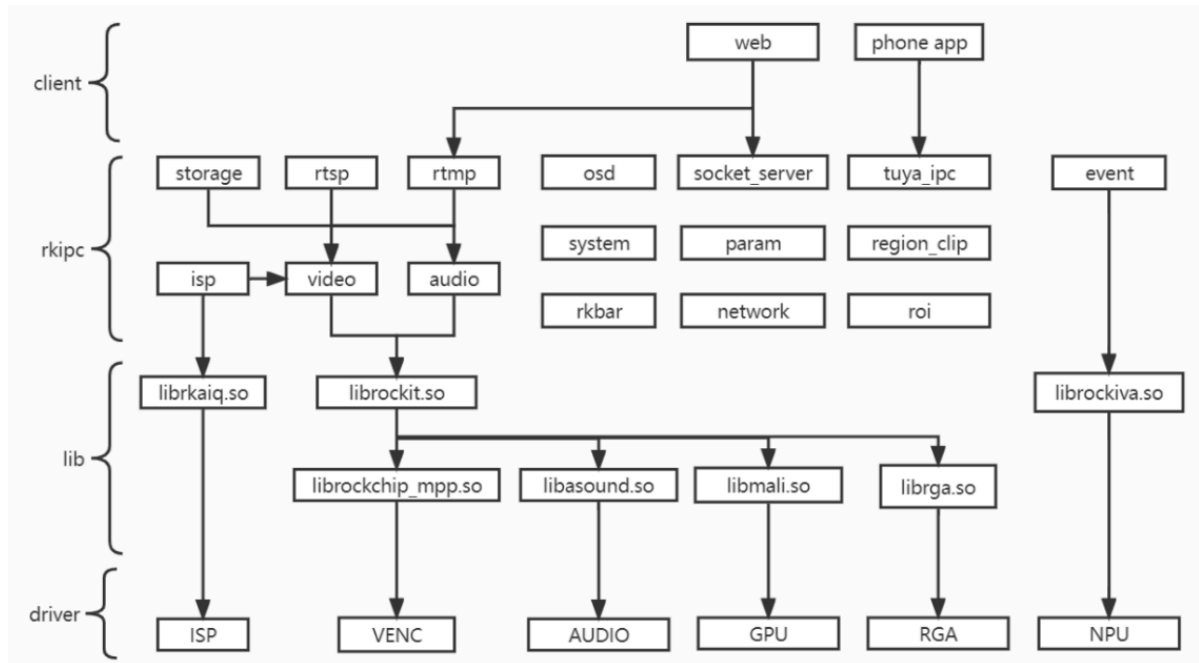 web
phone app
client
storage
rtsp
rtmp
osd
socket_server
tuya_ipc
event
rkipc
system
param
region_clip
isp
video
audio
rkbar
network
roi
librkaiq.so
librockit.so
librockiva.so
lib
librockchip_mpp.so
libasound.so
libmali.so
librga.so
driver
ISP
VENC
AUDIO
GPU
RGA
NPU